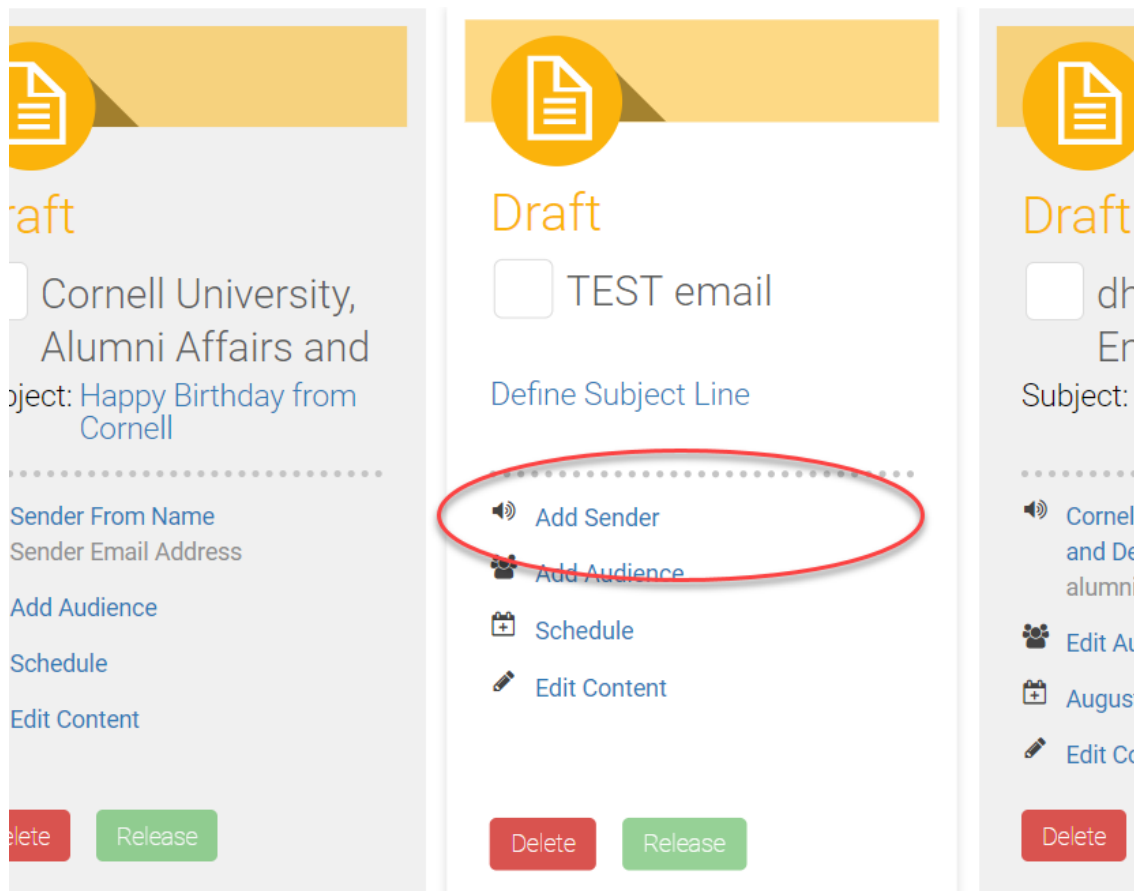 raft
Cornell University,
Alumni Affairs and
bject: Happy Birthday from
Cornell
Sender From Name
Sender Email Address
Add Audience
Schedule
Edit Content
elete
Release
Draft
TEST email
Define Subject Line
Add Sender
Add Audience
Schedule
Edit Content
Delete
Release
Draft
dh
En
Subject:
Cornel
and De
alumni
Edit Au
August
Edit Co
Delete